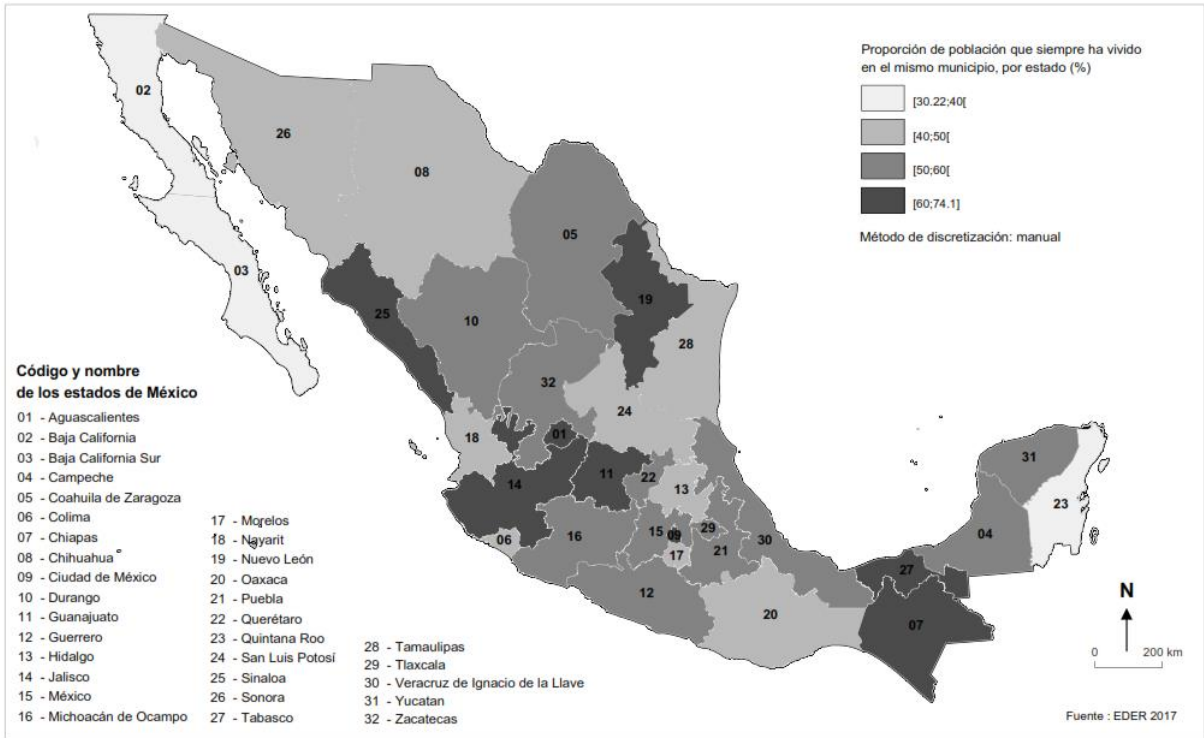 Proporción de población que siempre ha vivido
en el mismo municipio, por estado (%)
[30.22;40[
[40;50[
[50;60[
[60;74.1]
Método de discretización: manual
02
26
08
03
05
19
25
10
28
32
24
18
01
14
11
22
13
31
23
06
16
15
09
29
21
30
04
17
27
12
20
07
Código y nombre
de los estados de México
01 - Aguascalientes
02 - Baja California
03 - Baja California Sur
04 - Campeche
05 - Coahuila de Zaragoza
06 - Colima
07 - Chiapas
08 - Chihuahua
09 - Ciudad de México
10 - Durango
11 - Guanajuato
12 - Guerrero
13 - Hidalgo
14 - Jalisco
15 - México
16 - Michoacán de Ocampo
17 - Morelos
18 - Nayarit
19 - Nuevo León
20 - Oaxaca
21 - Puebla
22 - Querétaro
23 - Quintana Roo
24 - San Luis Potosí
25 - Sinaloa
26 - Sonora
27 - Tabasco
28 - Tamaulipas
29 - Tlaxcala
30 - Veracruz de Ignacio de la Llave
31 - Yucatan
32 - Zacatecas
N
0 200 km
Fuente : EDER 2017